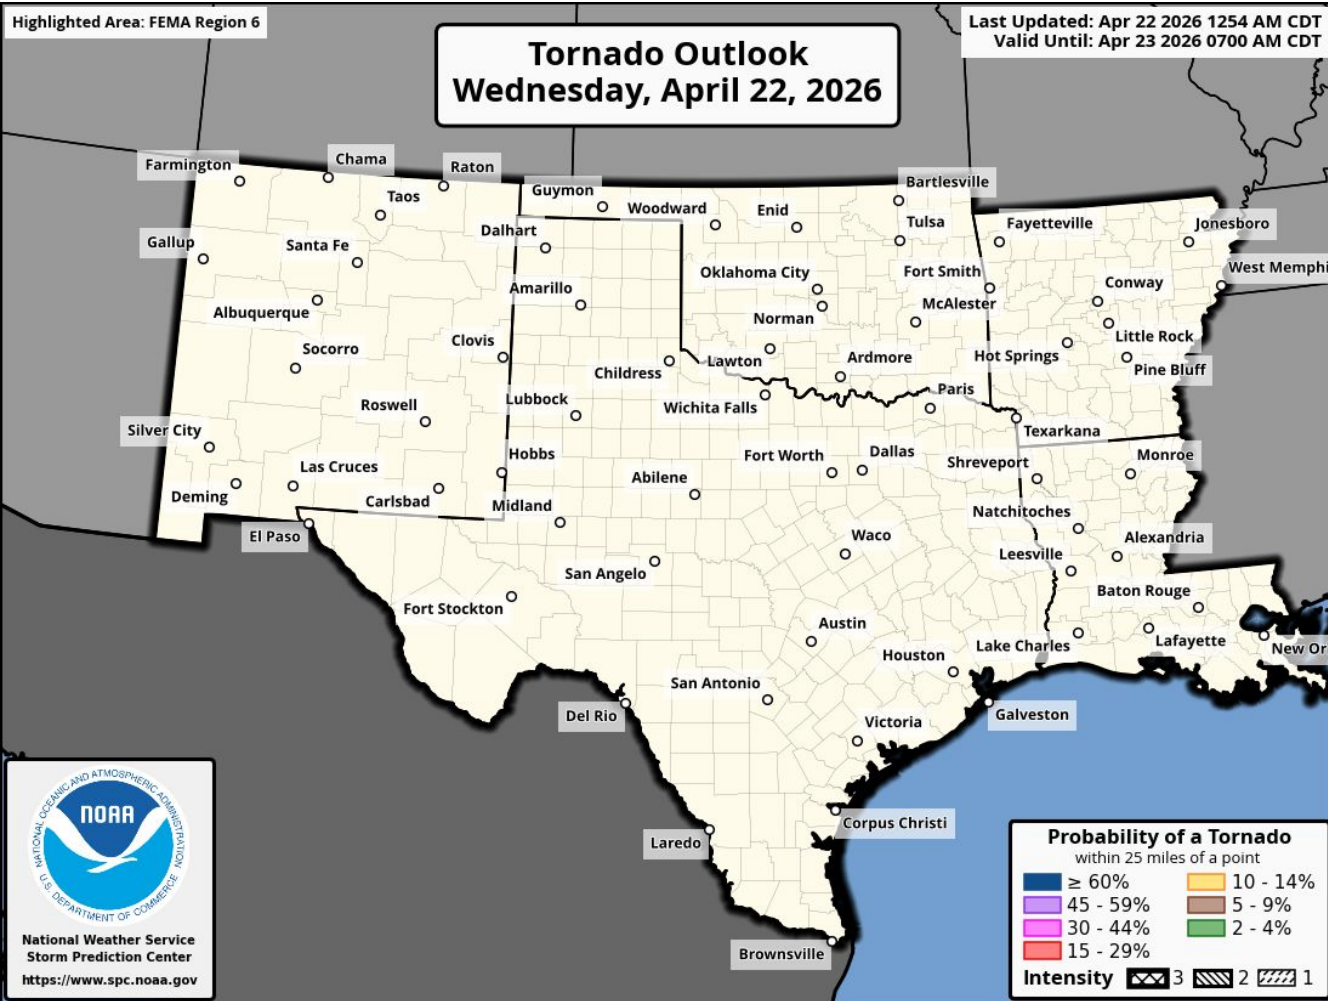 Highlighted Area: FEMA Region 6
Last Updated: Apr 22 2026 1254 AM CDT
Valid Until: Apr 23 2026 0700 AM CDT
Tornado Outlook
Wednesday, April 22, 2026
Farmington
Chama
Raton
Taos
Guymon
Woodward
Enid
Bartlesville
Tulsa
Fayetteville
Jonesboro
Gallup
Santa Fe
Dalhart
Oklahoma City
Fort Smith
West Memphi
Amarillo
Conway
Albuquerque
Norman
McAlester
Socorro
Clovis
Little Rock
Childress
Lawton
Ardmore
Hot Springs
Pine Bluff
Roswell
Lubbock
Wichita Falls
Paris
Texarkana
Silver City
Las Cruces
Hobbs
Abilene
Fort Worth
Dallas
Shreveport
Monroe
Deming
Carlsbad
Midland
Natchitoches
El Paso
Waco
Alexandria
San Angelo
Leesville
Fort Stockton
Baton Rouge
Austin
Lake Charles
Lafayette
New Or
Houston
San Antonio
Del Rio
Victoria
Galveston
Corpus Christi
Laredo
Brownsville
NATIONAL OCEANIC AND ATMOSPHERIC ADMINISTRATION
NOAA
U.S. DEPARTMENT OF COMMERCE
National Weather Service
Storm Prediction Center
https://www.spc.noaa.gov
Probability of a Tornado
within 25 miles of a point
≥ 60%
10 - 14%
45 - 59%
5 - 9%
30 - 44%
2 - 4%
15 - 29%
Intensity 3 2 1